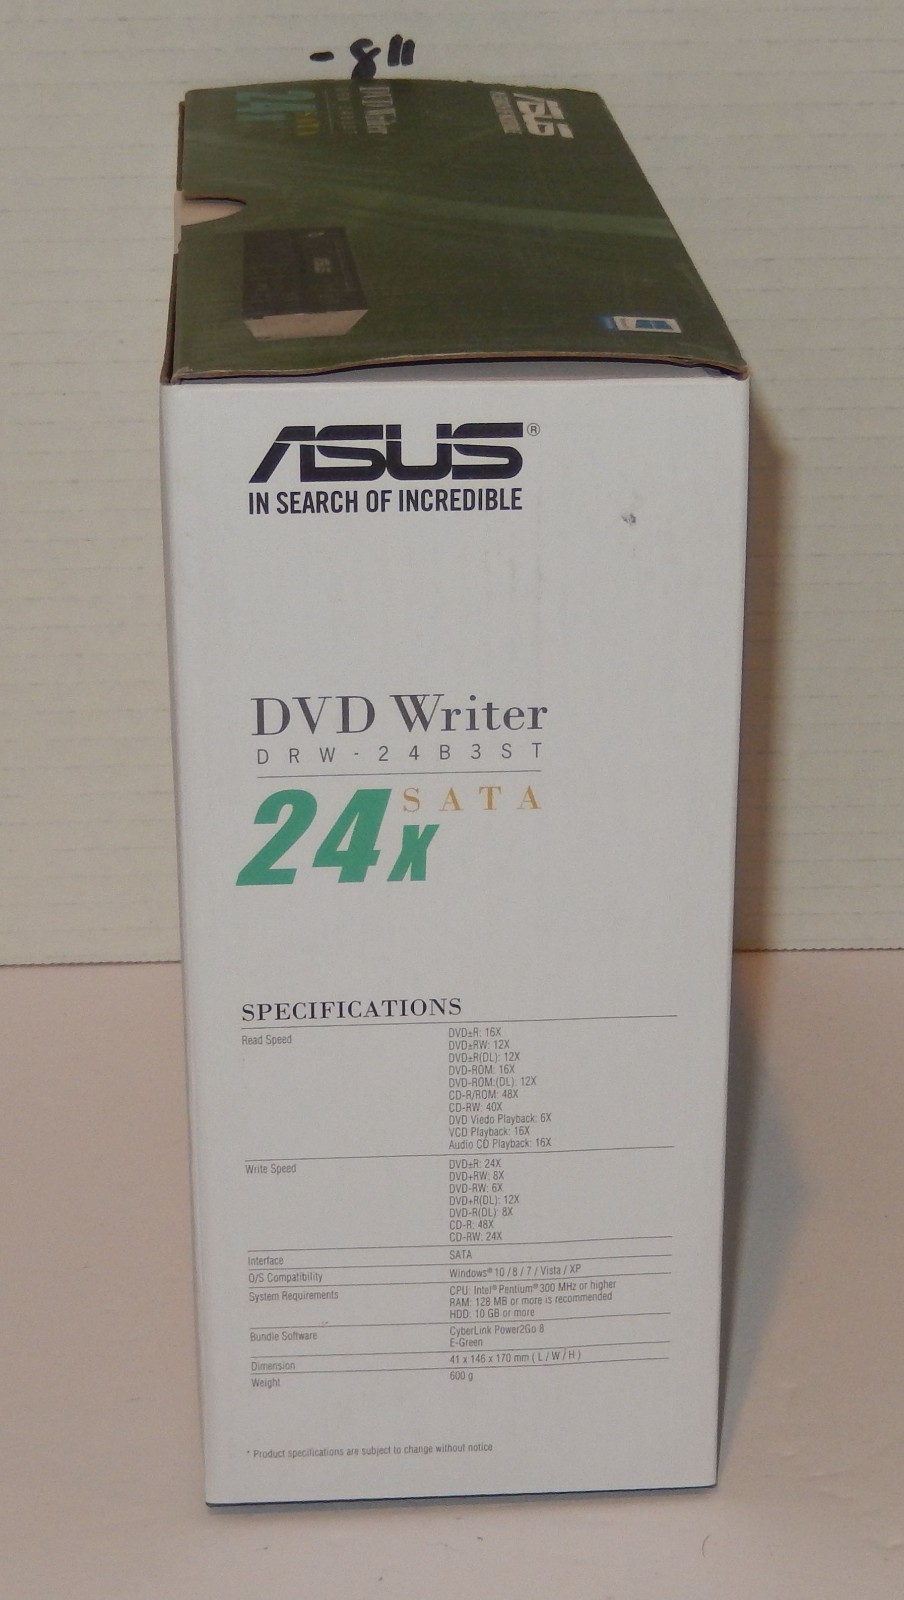 - 8 11
DVD Writer
24x
SATA
ASUS
ASUS®
IN SEARCH OF INCREDIBLE
DVD Writer
DRW-24B3ST
24x SATA
SPECIFICATIONS
Read Speed
DVD±R: 16X
DVD±RW: 12X
DVD±R(DL): 12X
DVD-ROM: 16X
DVD-ROM:(DL): 12X
CD-R/ROM: 48X
CD-RW: 40X
DVD Viedo Playback: 6X
VCD Playback: 16X
Audio CD Playback: 16X
Write Speed
DVD±R: 24X
DVD+RW: 8X
DVD-RW: 6X
DVD+R(DL): 12X
DVD-R(DL): 8X
CD-R: 48X
CD-RW: 24X
Interface SATA
O/S Compatibility Windows® 10 / 8 / 7 / Vista / XP
System Requirements CPU: Intel® Pentium® 300 MHz or higher
RAM: 128 MB or more is recommended
HDD: 10 GB or more
Bundle Software CyberLink Power2Go 8
E-Green
Dimension 41 x 146 x 170 mm ( L / W / H )
Weight 600 g
* Product specifications are subject to change without notice